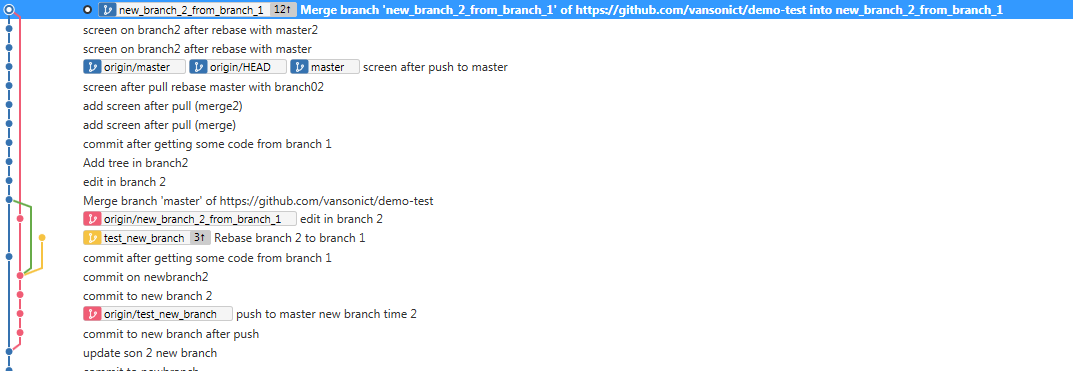 new_branch_2_from_branch_1 12↑ Merge branch 'new_branch_2_from_branch_1' of https://github.com/vansonict/demo-test into new_branch_2_from_branch_1
screen on branch2 after rebase with master2
screen on branch2 after rebase with master
origin/master origin/HEAD master screen after push to master
screen after pull rebase master with branch02
add screen after pull (merge2)
add screen after pull (merge)
commit after getting some code from branch 1
Add tree in branch2
edit in branch 2
Merge branch 'master' of https://github.com/vansonict/demo-test
origin/new_branch_2_from_branch_1 edit in branch 2
test_new_branch 3↑ Rebase branch 2 to branch 1
commit after getting some code from branch 1
commit on newbranch2
commit to new branch 2
origin/test_new_branch push to master new branch time 2
commit to new branch after push
update son 2 new branch
commit to newbranch